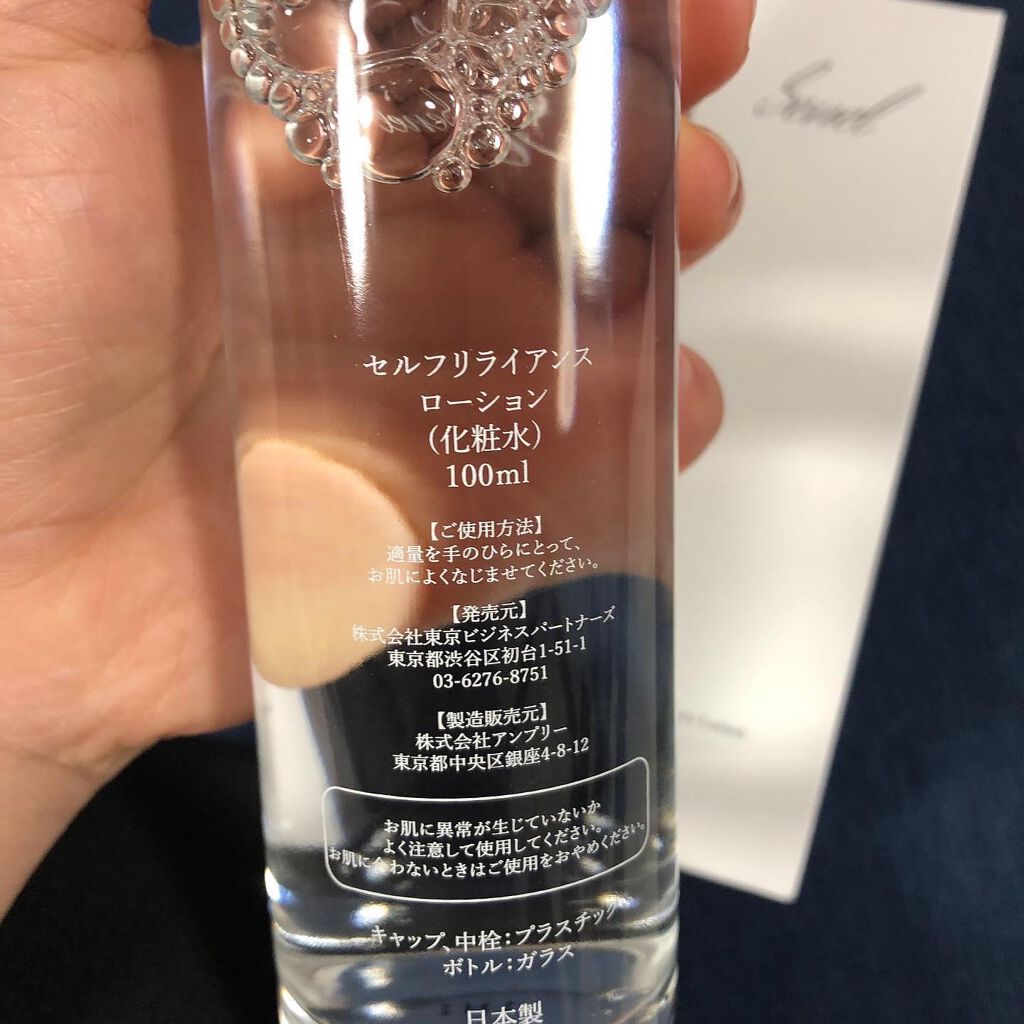 セルフリライアンス
ローション
（化粧水）
100ml
【ご使用方法】
適量を手のひらにとって、
お肌によくなじませてください。
【発売元】
株式会社東京ビジネスパートナーズ
東京都渋谷区初台1-51-1
03-6276-8751
【製造販売元】
株式会社アンプリー
東京都中央区銀座4-8-12
お肌に異常が生じていないか
よく注意して使用してください。
お肌に合わないときはご使用をおやめください。
キャップ、中栓：プラスチック
ボトル：ガラス
日本製